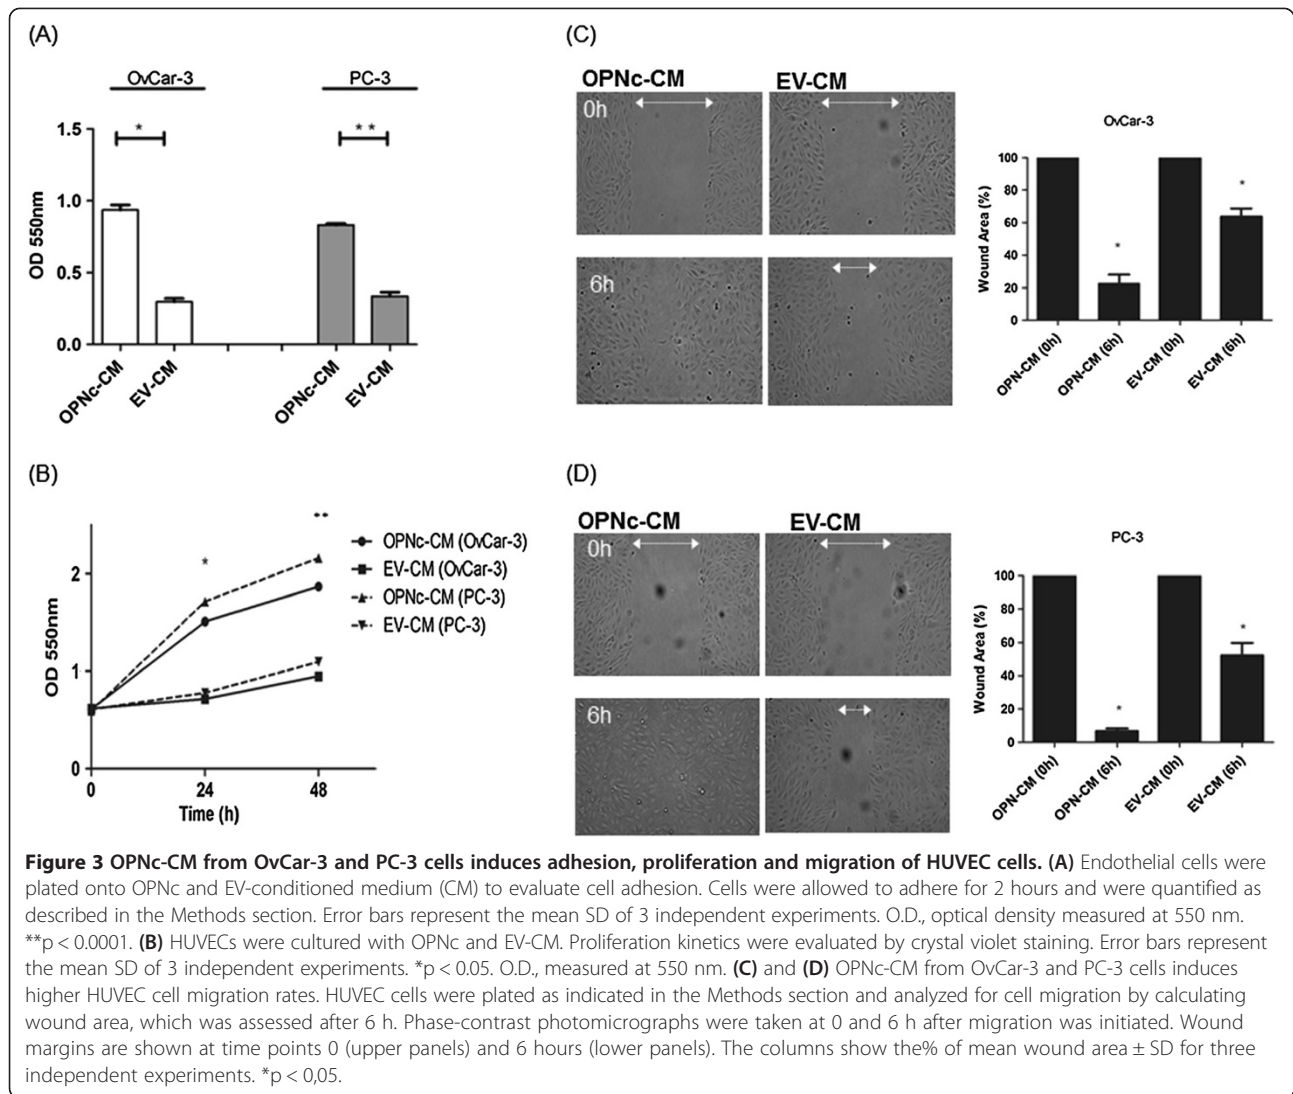 (A)
OvCar-3
PC-3
*
**
1.5
1.0
0.5
0.0
OD 550nm
OPNc-CM
EV-CM
OPNc-CM
EV-CM
(B)
**
*
2
1
0
OD 550nm
0
24
48
Time (h)
OPNc-CM (OvCar-3)
EV-CM (OvCar-3)
OPNc-CM (PC-3)
EV-CM (PC-3)
(C)
OPNc-CM
EV-CM
0h
6h
OvCar-3
100
80
60
40
20
0
Wound Area (%)
*
*
OPN-CM (0h)
OPN-CM (6h)
EV-CM (0h)
EV-CM (6h)
(D)
OPNc-CM
EV-CM
0h
6h
PC-3
100
80
60
40
20
0
Wound Area (%)
*
*
OPN-CM (0h)
OPN-CM (6h)
EV-CM (0h)
EV-CM (6h)
Figure 3 OPNc-CM from OvCar-3 and PC-3 cells induces adhesion, proliferation and migration of HUVEC cells. (A) Endothelial cells were
plated onto OPNc and EV-conditioned medium (CM) to evaluate cell adhesion. Cells were allowed to adhere for 2 hours and were quantified as
described in the Methods section. Error bars represent the mean SD of 3 independent experiments. O.D., optical density measured at 550 nm.
**p < 0.0001. (B) HUVECs were cultured with OPNc and EV-CM. Proliferation kinetics were evaluated by crystal violet staining. Error bars represent
the mean SD of 3 independent experiments. *p < 0.05. O.D., measured at 550 nm. (C) and (D) OPNc-CM from OvCar-3 and PC-3 cells induces
higher HUVEC cell migration rates. HUVEC cells were plated as indicated in the Methods section and analyzed for cell migration by calculating
wound area, which was assessed after 6 h. Phase-contrast photomicrographs were taken at 0 and 6 h after migration was initiated. Wound
margins are shown at time points 0 (upper panels) and 6 hours (lower panels). The columns show the% of mean wound area ± SD for three
independent experiments. *p < 0,05.